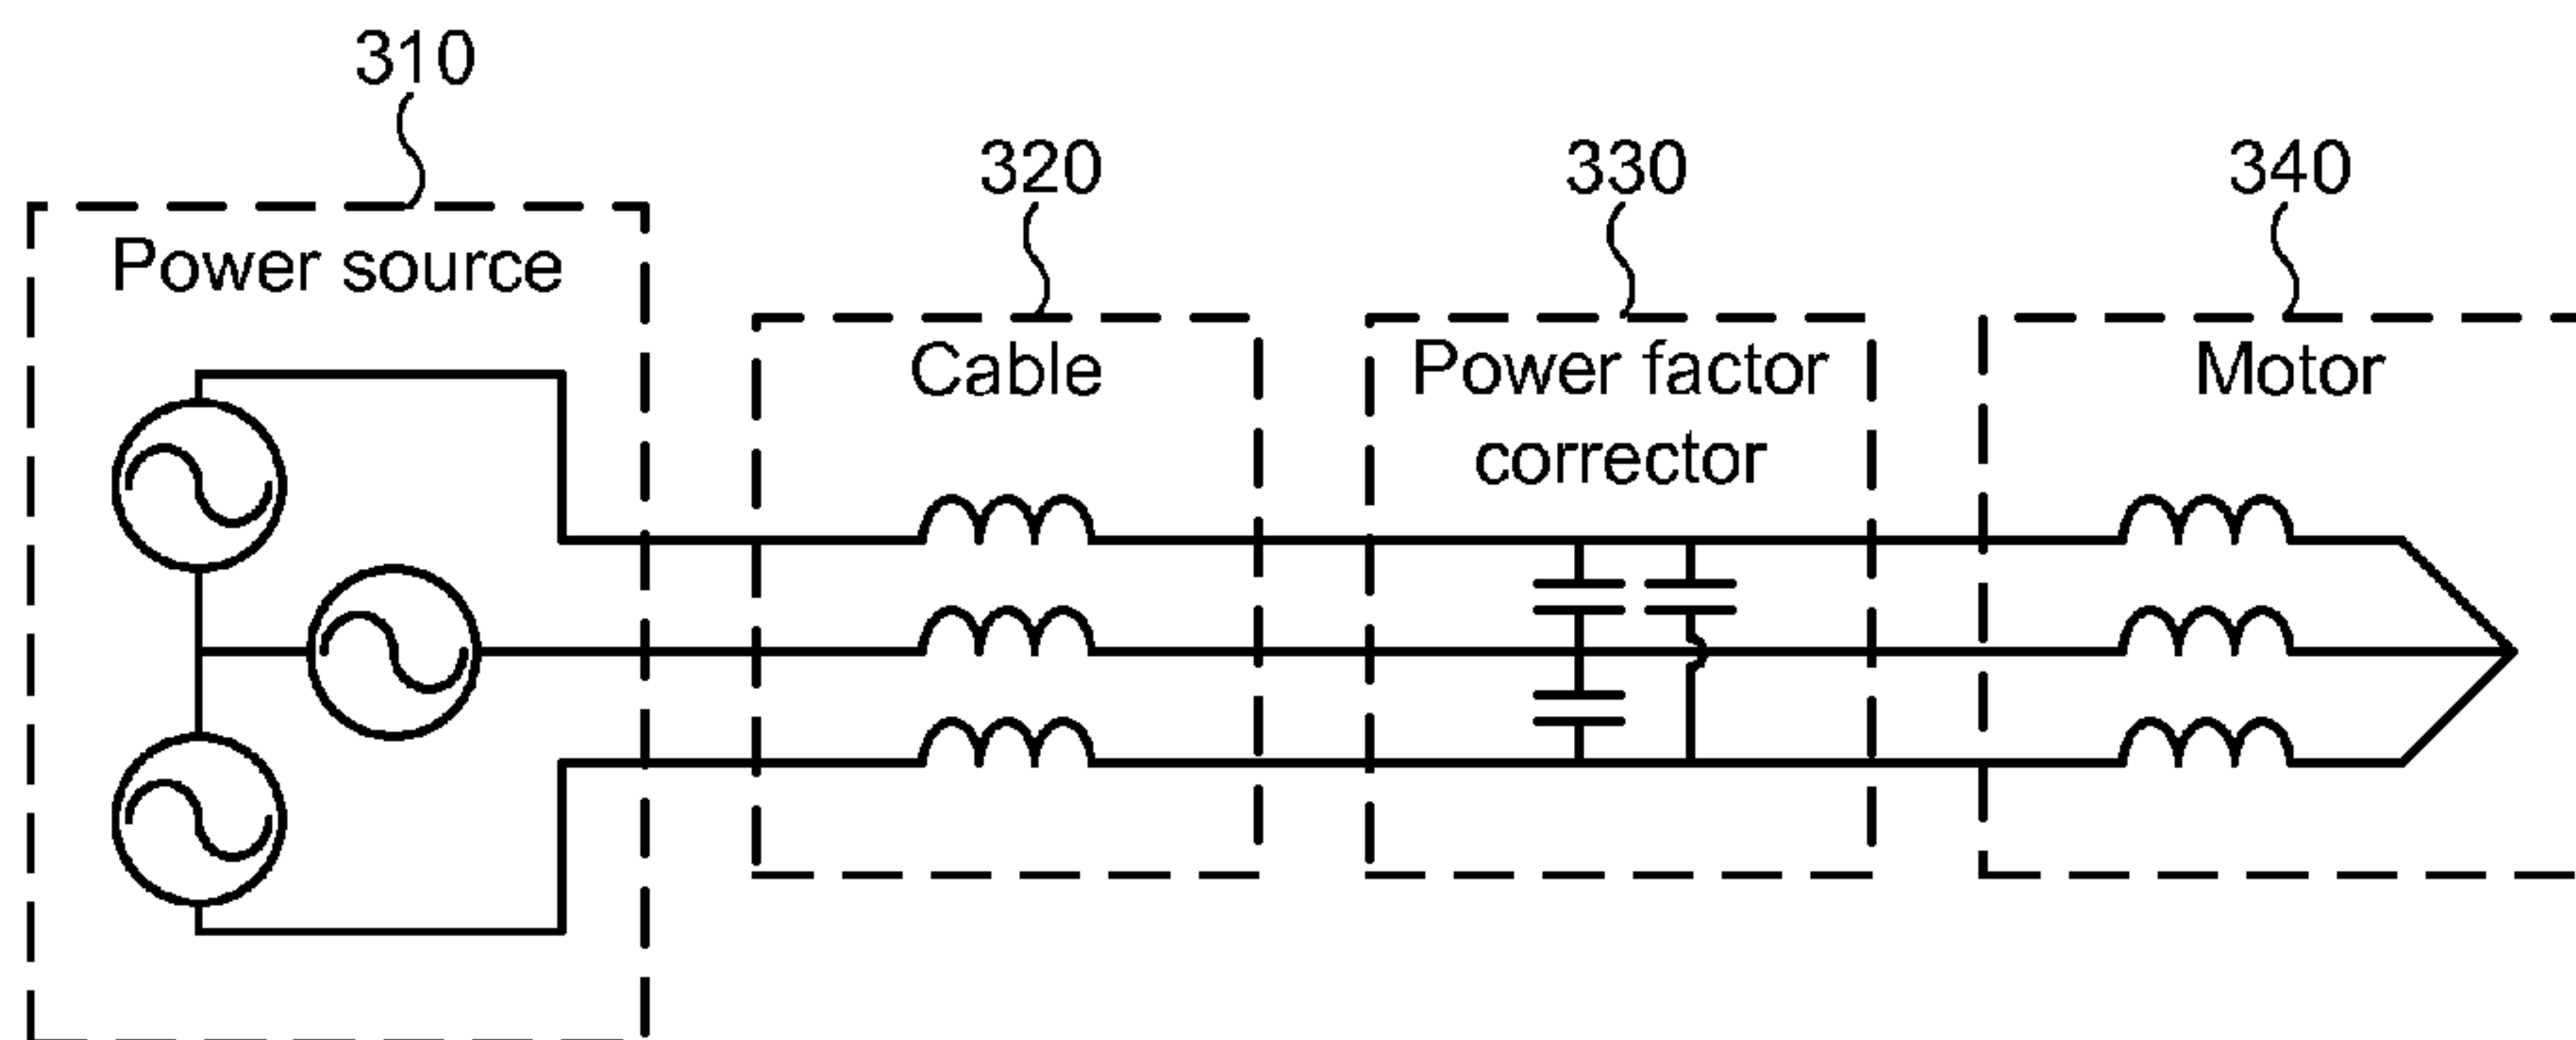 310
320
330
340
Power source
Cable
Power factor
corrector
Motor